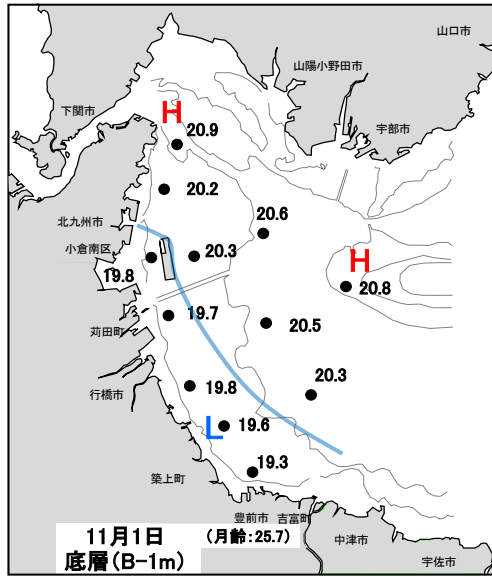 山口市
山陽小野田市
下関市
宇部市
H
20.9
20.2
北九州市
20.6
小倉南区
20.3
H
19.8
20.8
19.7
20.5
苅田町
20.3
19.8
行橋市
L
19.6
19.3
築上町
豊前市 吉富町
11月1日 (月齢:25.7)
中津市
底層(B-1m)
宇佐市